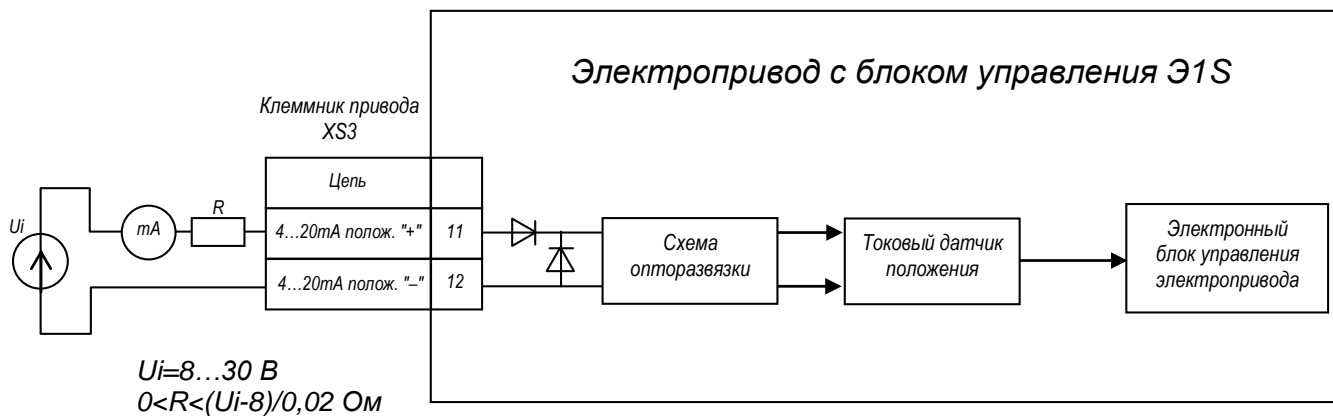 Электропривод с блоком управления Э1S
Клеммник привода
XS3
Цепь
Ui
mA
R
4...20mA полож. "+"
11
4...20mA полож. "–"
12
Схема
опторазвязки
Токовый датчик
положения
Электронный
блок управления
электропривода
Ui=8...30 В
0<R<(Ui-8)/0,02 Ом